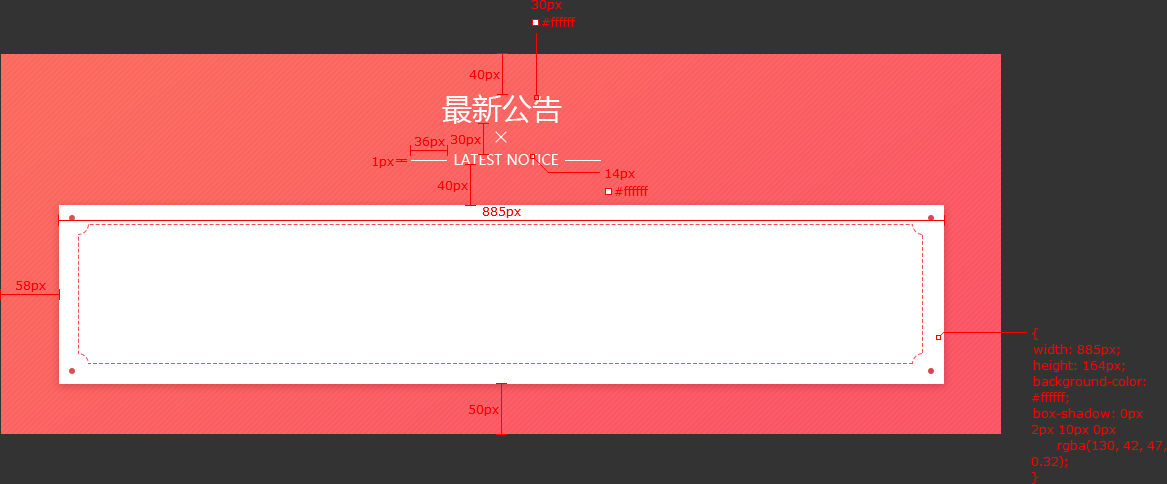 30px
#ffffff
40px
最新公告
30px
36px
1px
LATEST NOTICE
14px
#ffffff
40px
885px
58px
50px
{
width: 885px;
height: 164px;
background-color:
#ffffff;
box-shadow: 0px
2px 10px 0px
rgba(130, 42, 47,
0.32);
}